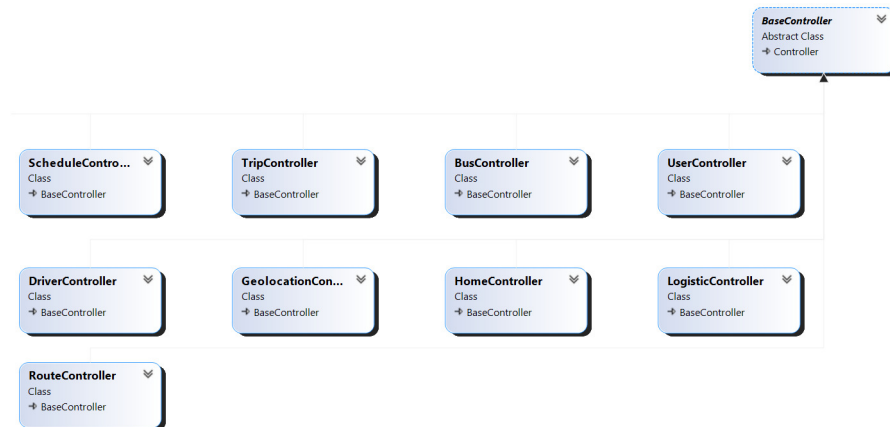 BaseController
Abstract Class
Controller
ScheduleContro...
Class
BaseController
TripController
Class
BaseController
BusController
Class
BaseController
UserController
Class
BaseController
DriverController
Class
BaseController
GeolocationCon...
Class
BaseController
HomeController
Class
BaseController
LogisticController
Class
BaseController
RouteController
Class
BaseController